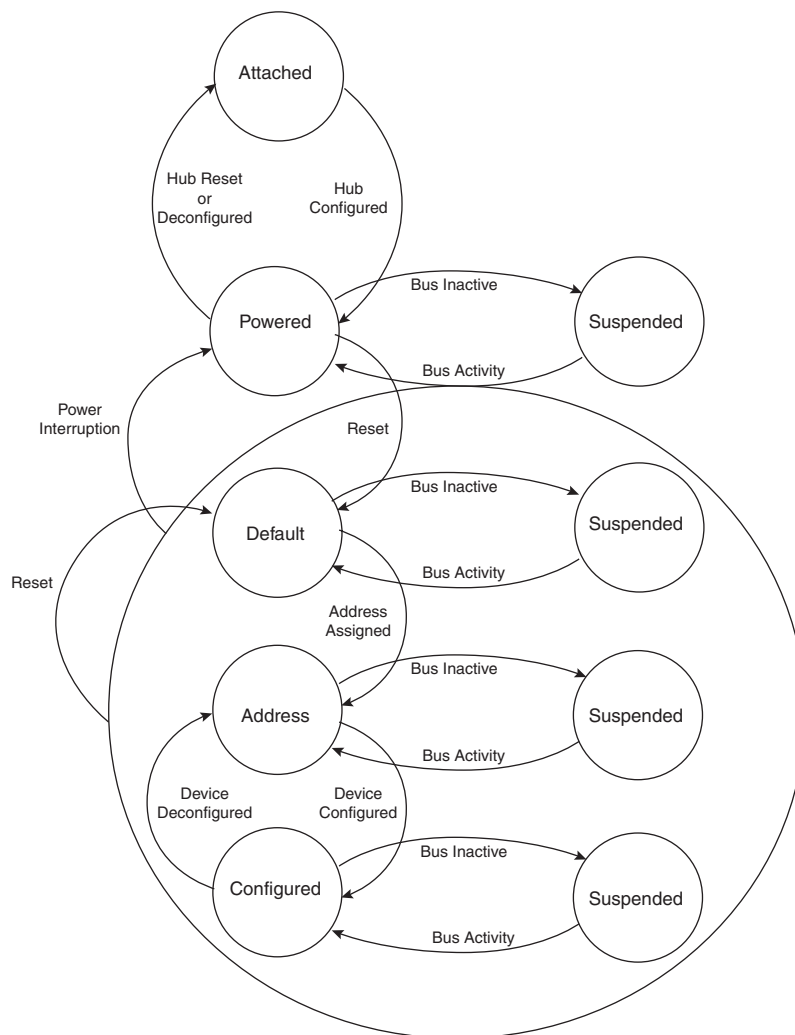 Attached
Hub Reset
or
Deconfigured
Hub
Configured
Bus Inactive
Powered
Suspended
Bus Activity
Power
Interruption
Reset
Bus Inactive
Default
Suspended
Bus Activity
Reset
Address
Assigned
Bus Inactive
Address
Suspended
Bus Activity
Device
Deconfigured
Device
Configured
Bus Inactive
Configured
Suspended
Bus Activity